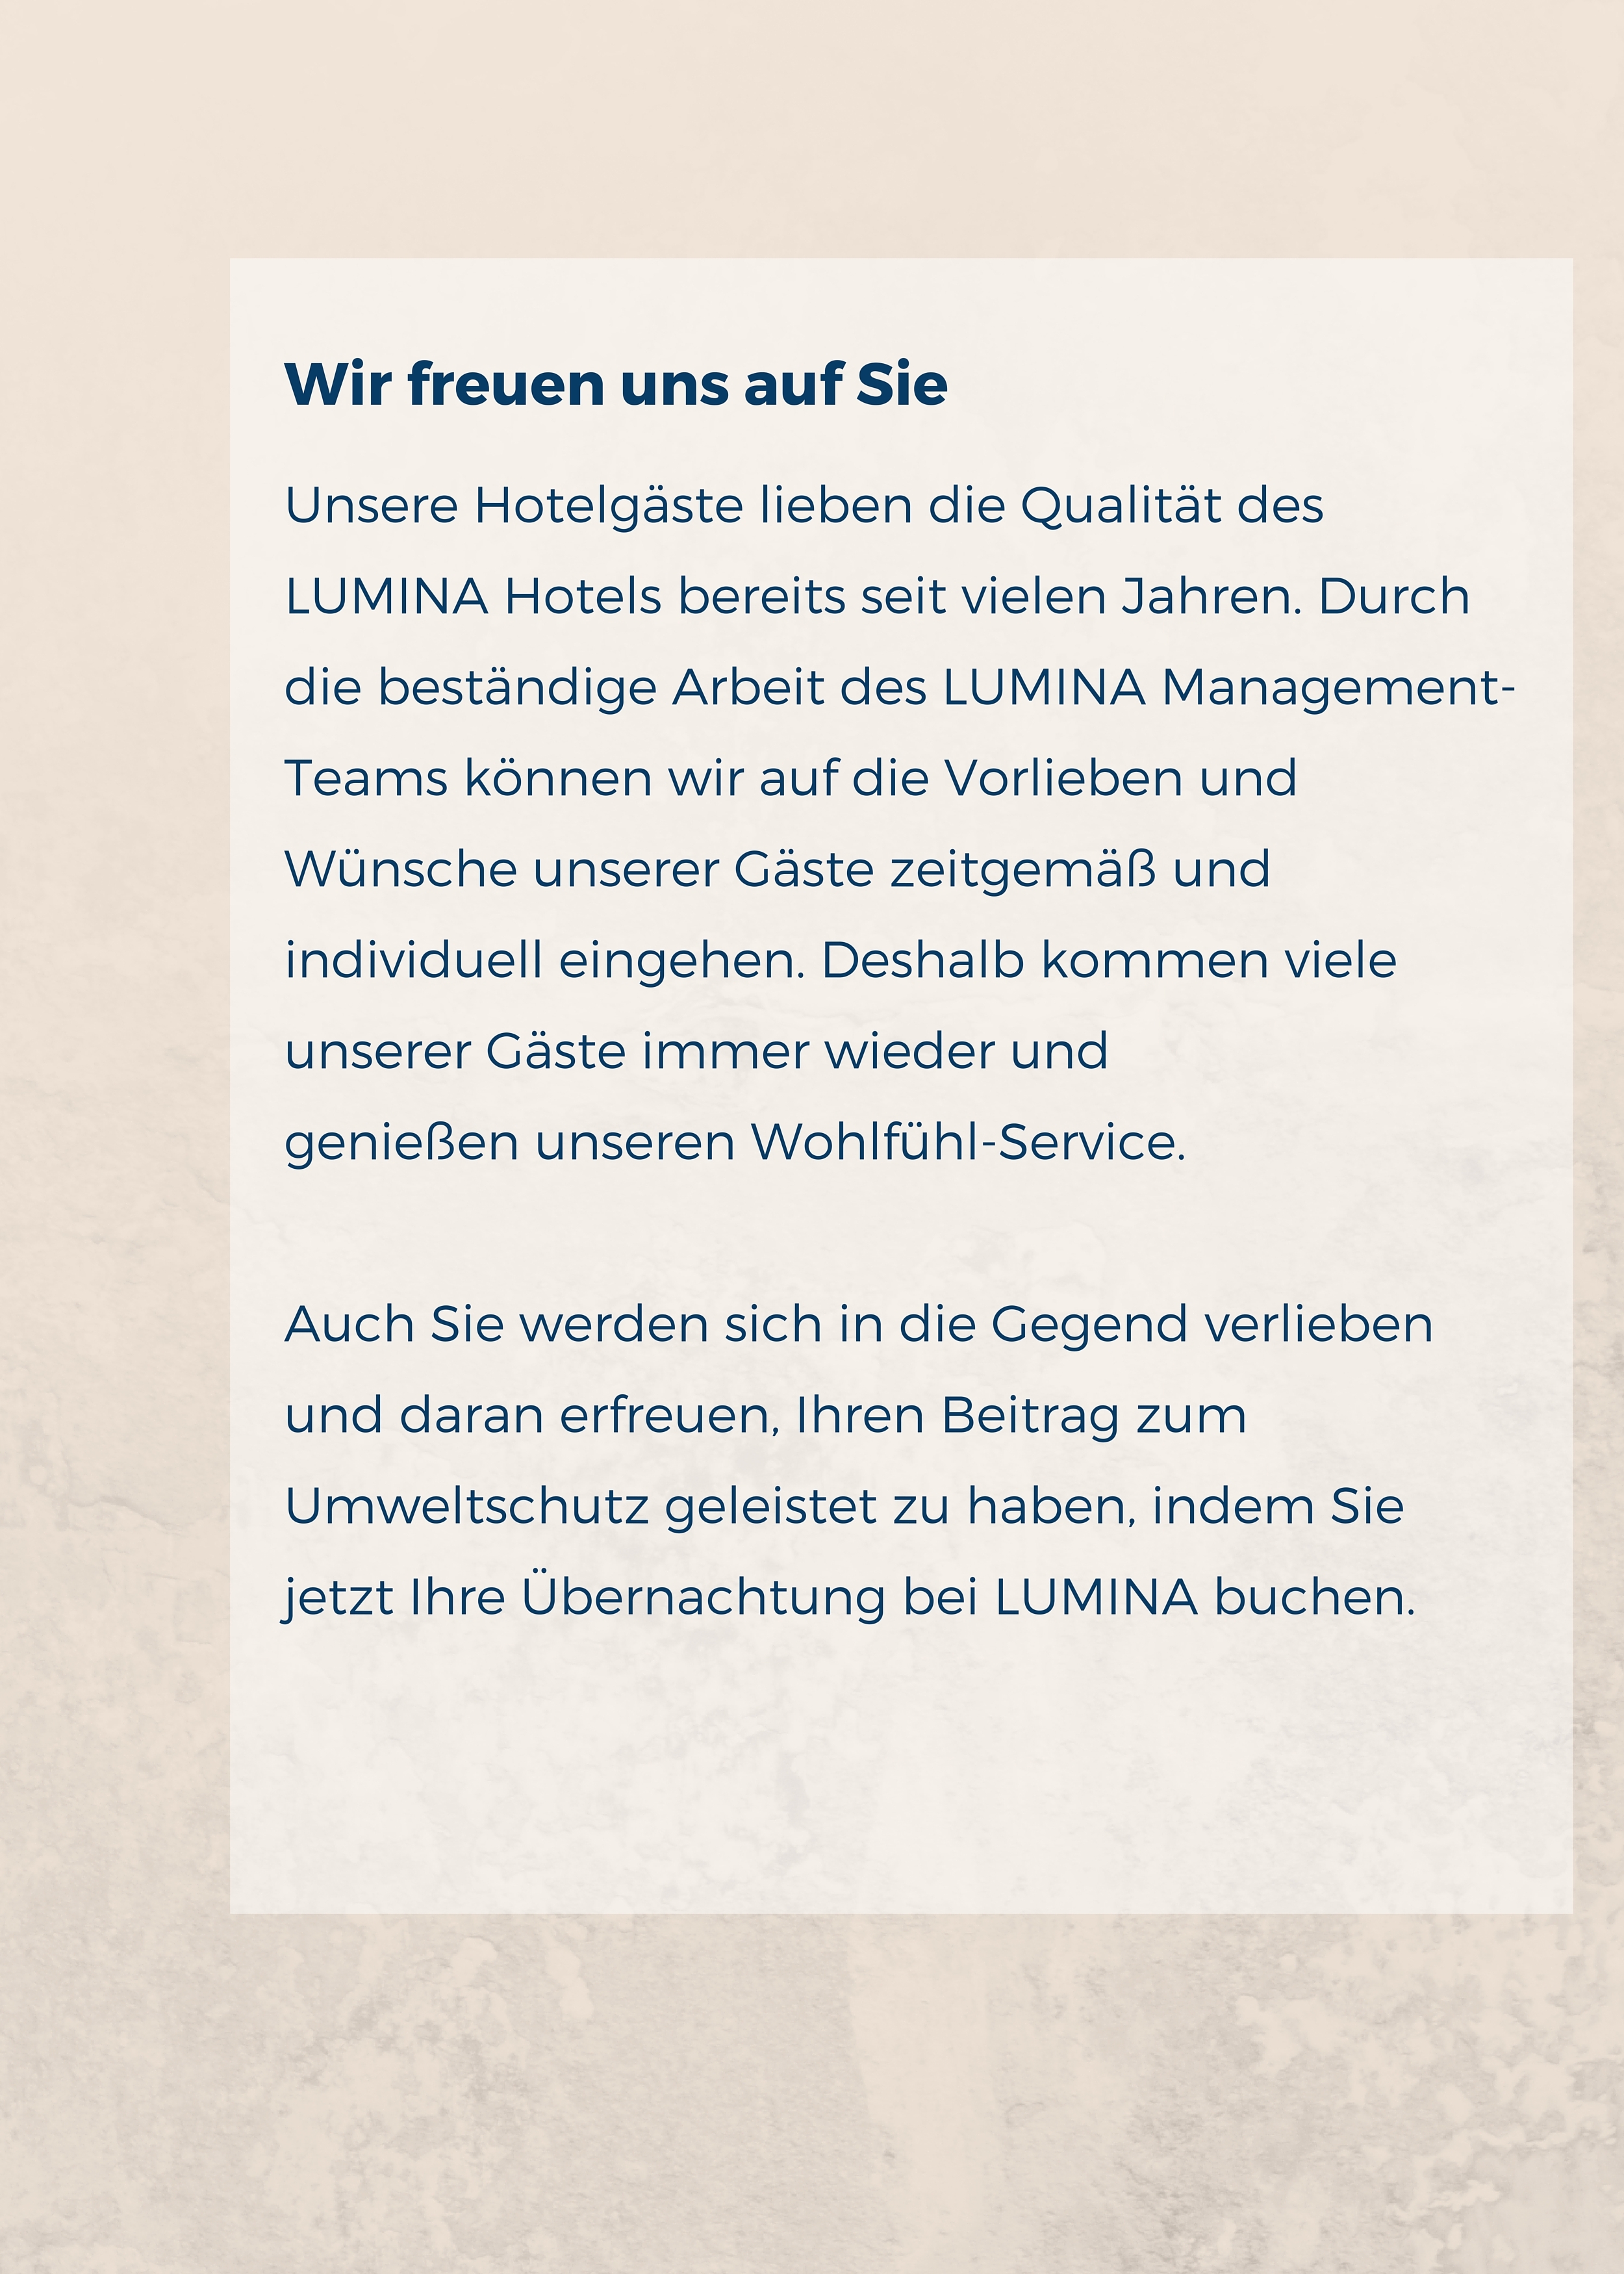 Wir freuen uns auf Sie
Unsere Hotelgäste lieben die Qualität des
LUMINA Hotels bereits seit vielen Jahren. Durch
die beständige Arbeit des LUMINA Management-
Teams können wir auf die Vorlieben und
Wünsche unserer Gäste zeitgemäß und
individuell eingehen. Deshalb kommen viele
unserer Gäste immer wieder und
genießen unseren Wohlfühl-Service.
Auch Sie werden sich in die Gegend verlieben
und daran erfreuen, Ihren Beitrag zum
Umweltschutz geleistet zu haben, indem Sie
jetzt Ihre Übernachtung bei LUMINA buchen.